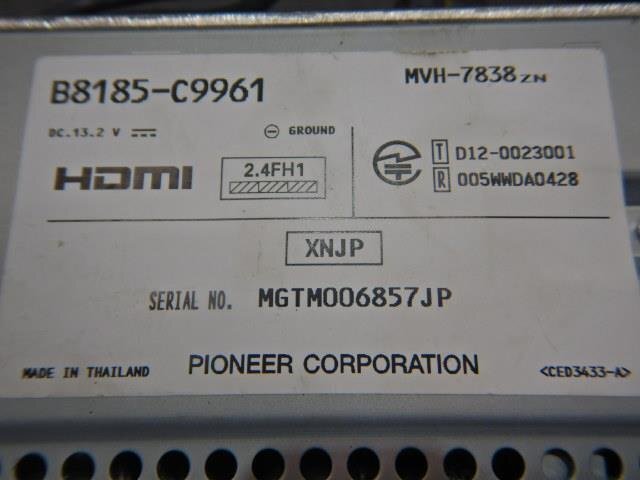 B8185-C9961
MVH-7838ZN
DC.13.2 V
GROUND
HDMI
2.4FH1
T D12-0023001
R 005WWDA0428
XNJP
SERIAL NO. MGTM006857JP
MADE IN THAILAND
PIONEER CORPORATION
<CED3433-A>